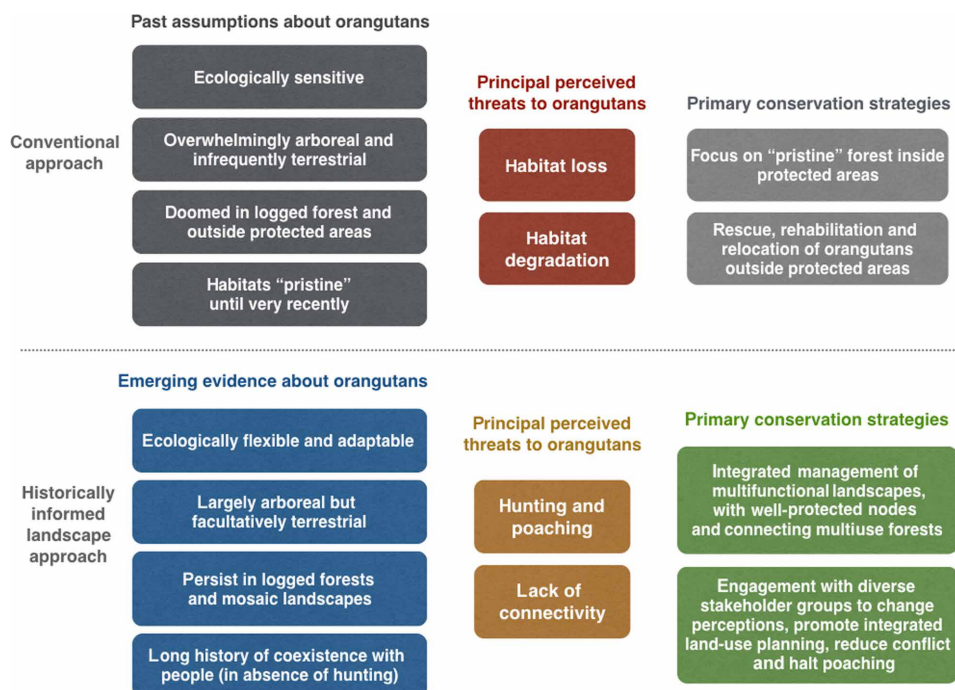 Past assumptions about orangutans
Conventional
approach
Ecologically sensitive
Overwhelmingly arboreal and
infrequently terrestrial
Doomed in logged forest and
outside protected areas
Habitats “pristine”
until very recently
Principal perceived
threats to orangutans
Habitat loss
Habitat
degradation
Primary conservation strategies
Focus on “pristine” forest inside
protected areas
Rescue, rehabilitation and
relocation of orangutans
outside protected areas
Emerging evidence about orangutans
Historically
informed
landscape
approach
Ecologically flexible and adaptable
Largely arboreal but
facultatively terrestrial
Persist in logged forests
and mosaic landscapes
Long history of coexistence with
people (in absence of hunting)
Principal perceived
threats to orangutans
Hunting and
poaching
Lack of
connectivity
Primary conservation strategies
Integrated management of
multifunctional landscapes,
with well-protected nodes
and connecting multiuse forests
Engagement with diverse
stakeholder groups to change
perceptions, promote integrated
land-use planning, reduce conflict
and halt poaching